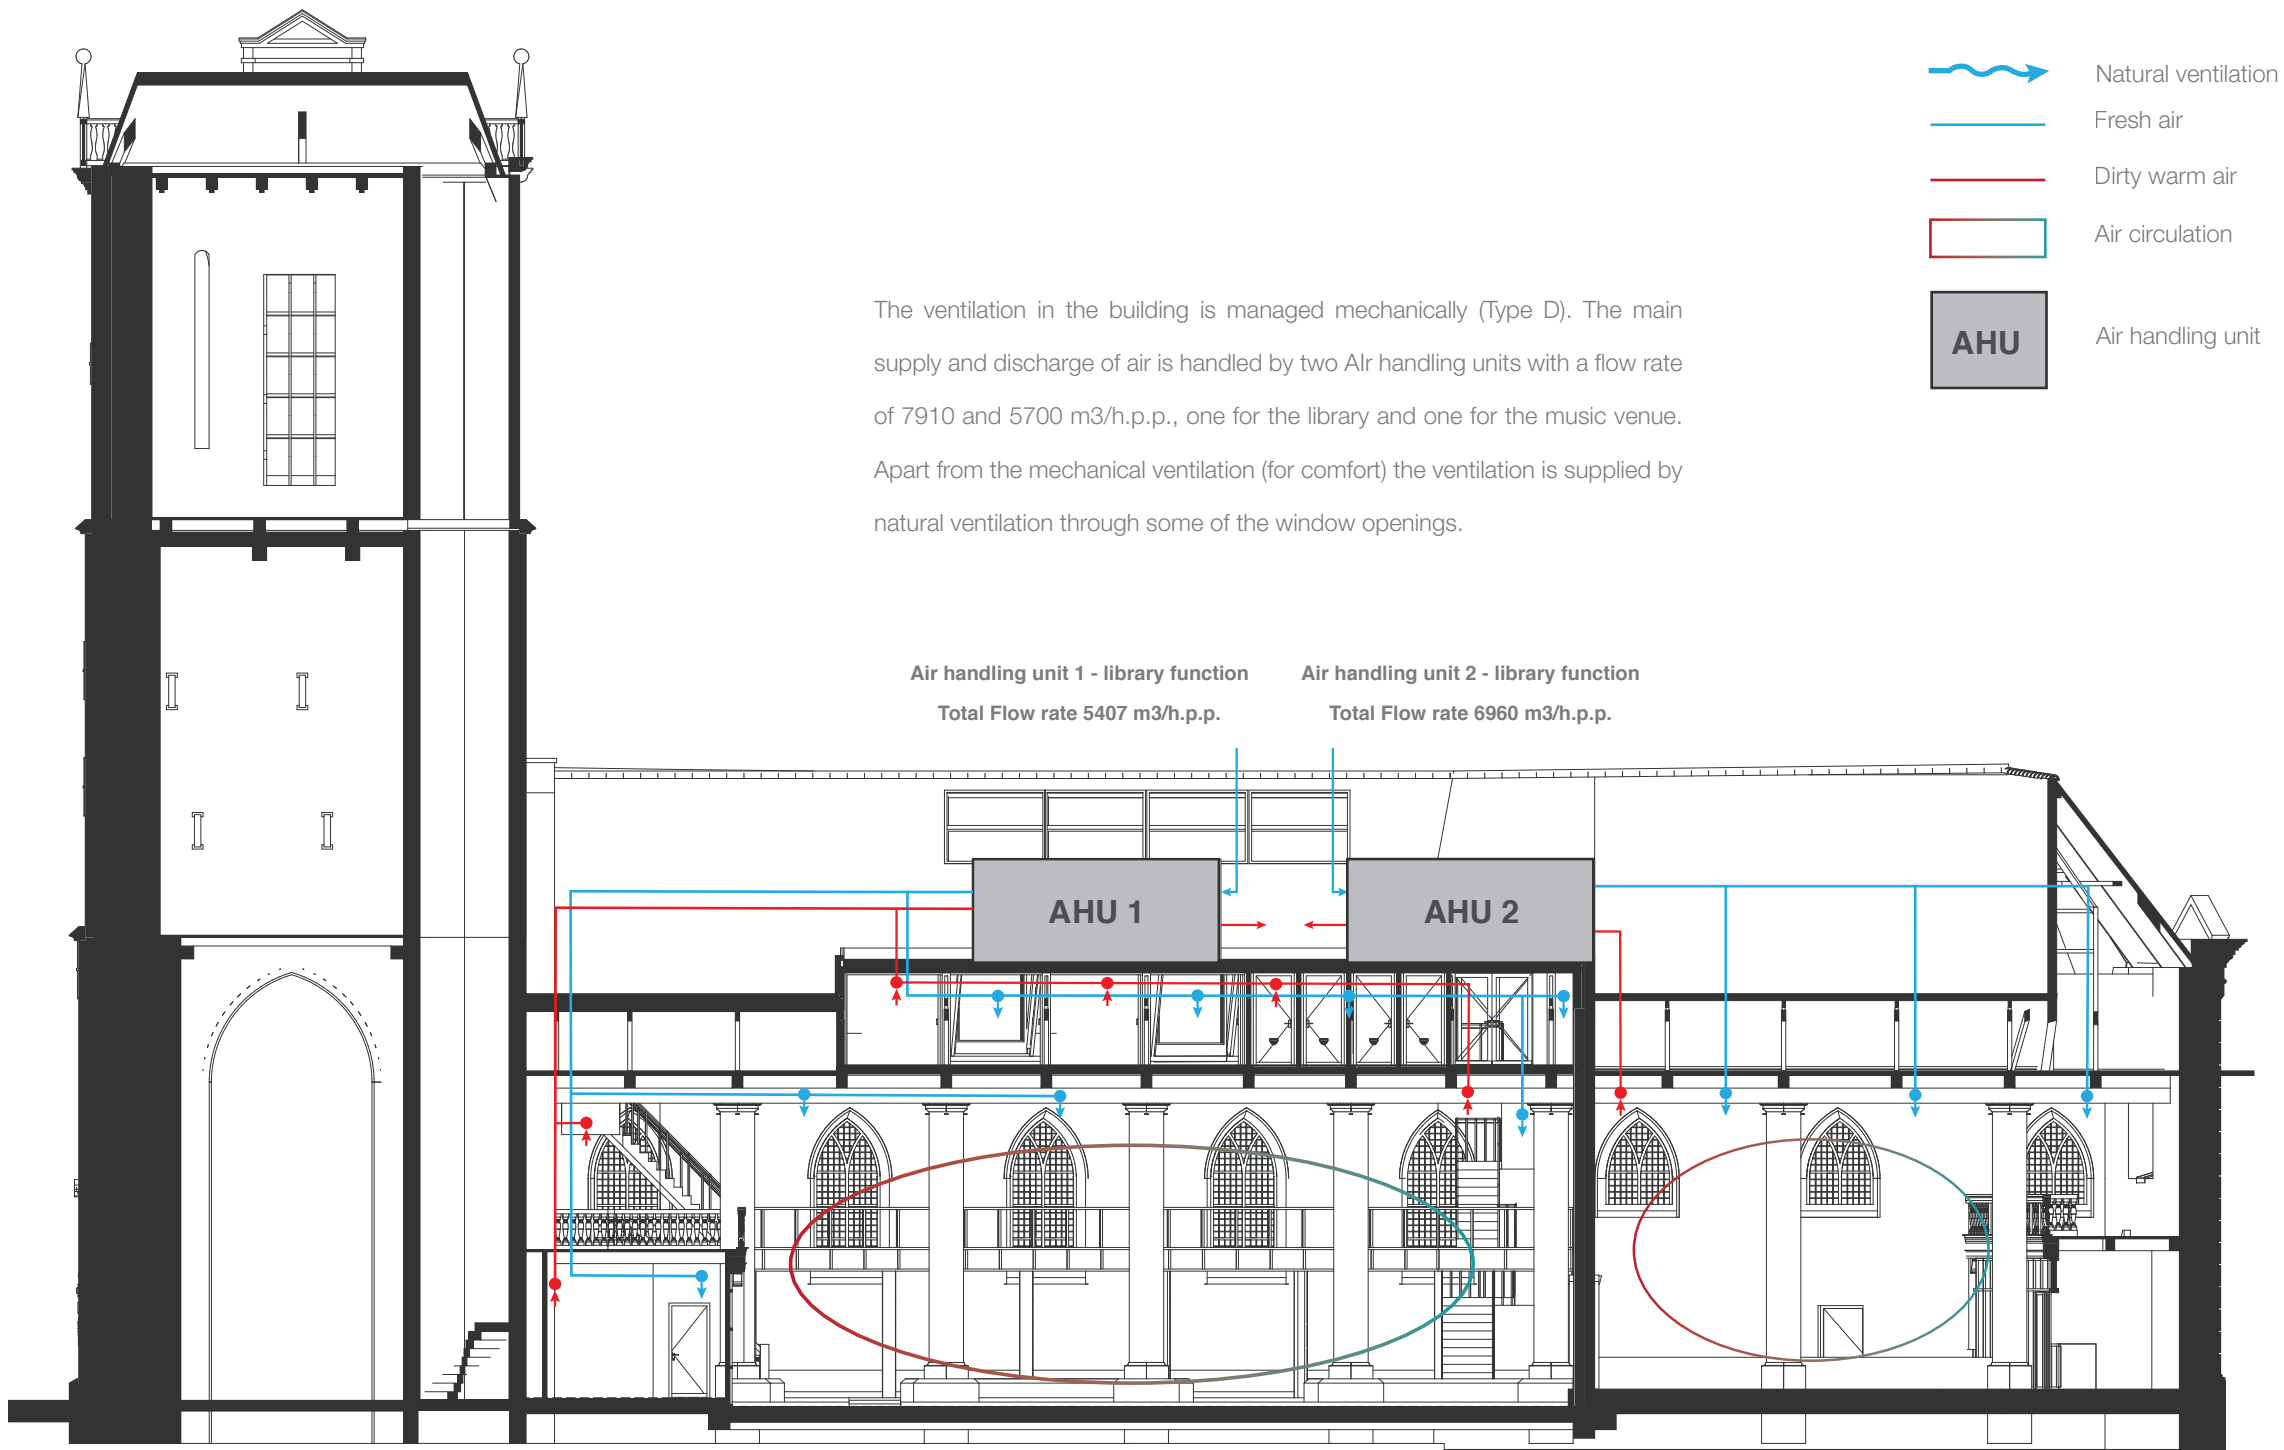 Natural ventilation
Fresh air
Dirty warm air
Air circulation
AHU
Air handling unit
The ventilation in the building is managed mechanically (Type D). The main
supply and discharge of air is handled by two AIr handling units with a flow rate
of 7910 and 5700 m3/h.p.p., one for the library and one for the music venue.
Apart from the mechanical ventilation (for comfort) the ventilation is supplied by
natural ventilation through some of the window openings.
Air handling unit 1 - library function
Total Flow rate 5407 m3/h.p.p.
Air handling unit 2 - library function
Total Flow rate 6960 m3/h.p.p.
AHU 1
AHU 2